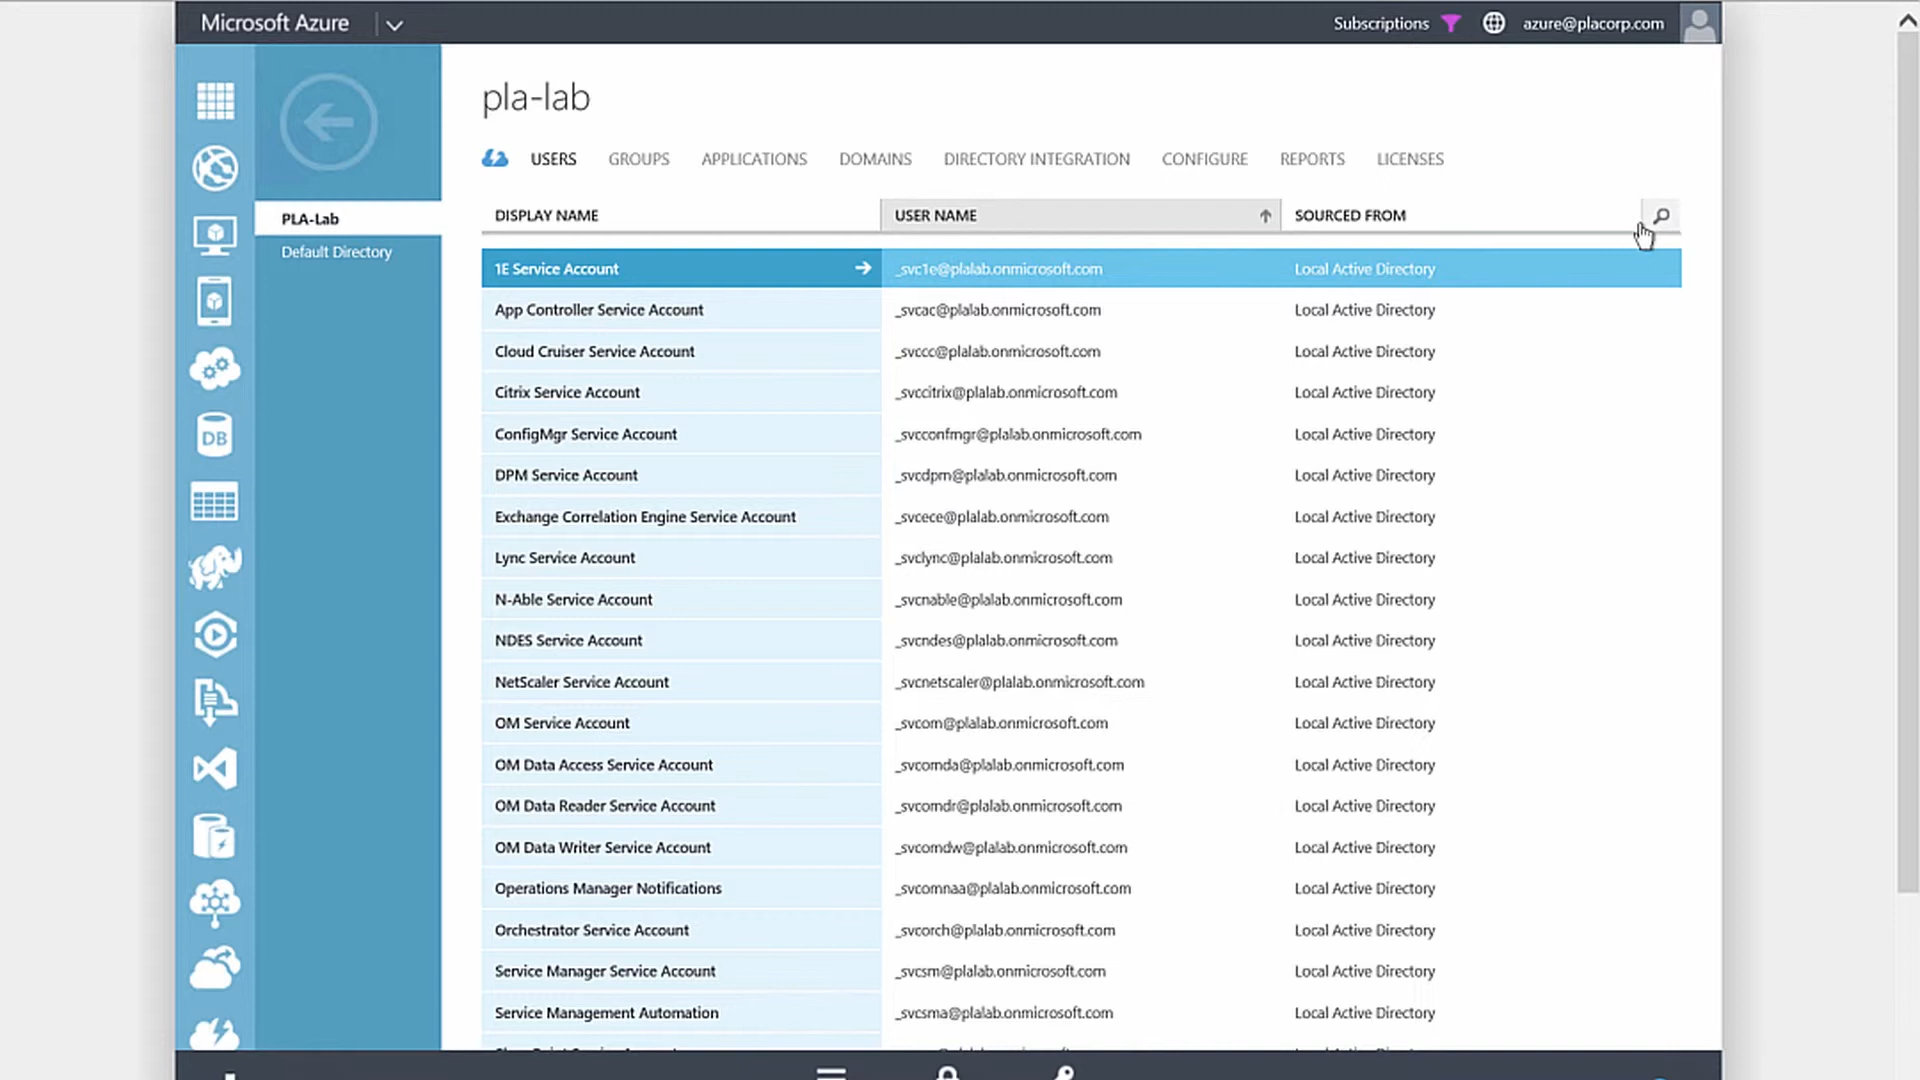 Microsoft Azure
Subscriptions
azure@placorp.com
pla-lab
USERS GROUPS APPLICATIONS DOMAINS DIRECTORY INTEGRATION CONFIGURE REPORTS LICENSES
PLA-Lab
Default Directory
DB
DISPLAY NAME USER NAME SOURCED FROM
1E Service Account _svc1e@plalab.onmicrosoft.com Local Active Directory
App Controller Service Account _svcac@plalab.onmicrosoft.com Local Active Directory
Cloud Cruiser Service Account _svccc@plalab.onmicrosoft.com Local Active Directory
Citrix Service Account _svccitrix@plalab.onmicrosoft.com Local Active Directory
ConfigMgr Service Account _svcconfmgr@plalab.onmicrosoft.com Local Active Directory
DPM Service Account _svcdpm@plalab.onmicrosoft.com Local Active Directory
Exchange Correlation Engine Service Account _svcece@plalab.onmicrosoft.com Local Active Directory
Lync Service Account _svclync@plalab.onmicrosoft.com Local Active Directory
N-Able Service Account _svcnable@plalab.onmicrosoft.com Local Active Directory
NDES Service Account _svcndes@plalab.onmicrosoft.com Local Active Directory
NetScaler Service Account _svcnetscaler@plalab.onmicrosoft.com Local Active Directory
OM Service Account _svcom@plalab.onmicrosoft.com Local Active Directory
OM Data Access Service Account _svcomda@plalab.onmicrosoft.com Local Active Directory
OM Data Reader Service Account _svcomdr@plalab.onmicrosoft.com Local Active Directory
OM Data Writer Service Account _svcomdw@plalab.onmicrosoft.com Local Active Directory
Operations Manager Notifications _svcomnaa@plalab.onmicrosoft.com Local Active Directory
Orchestrator Service Account _svcorch@plalab.onmicrosoft.com Local Active Directory
Service Manager Service Account _svcsm@plalab.onmicrosoft.com Local Active Directory
Service Management Automation _svcsma@plalab.onmicrosoft.com Local Active Directory